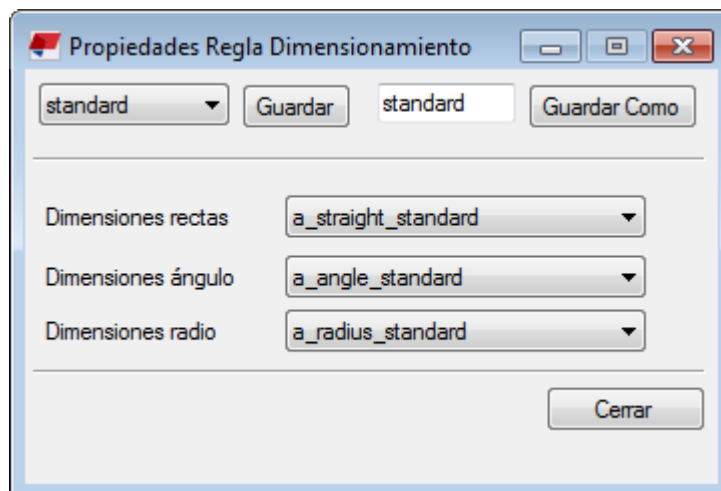 Propiedades Regla Dimensionamiento
standard Guardar standard Guardar Como
Dimensiones rectas a_straight_standard
Dimensiones ángulo a_angle_standard
Dimensiones radio a_radius_standard
Cerrar